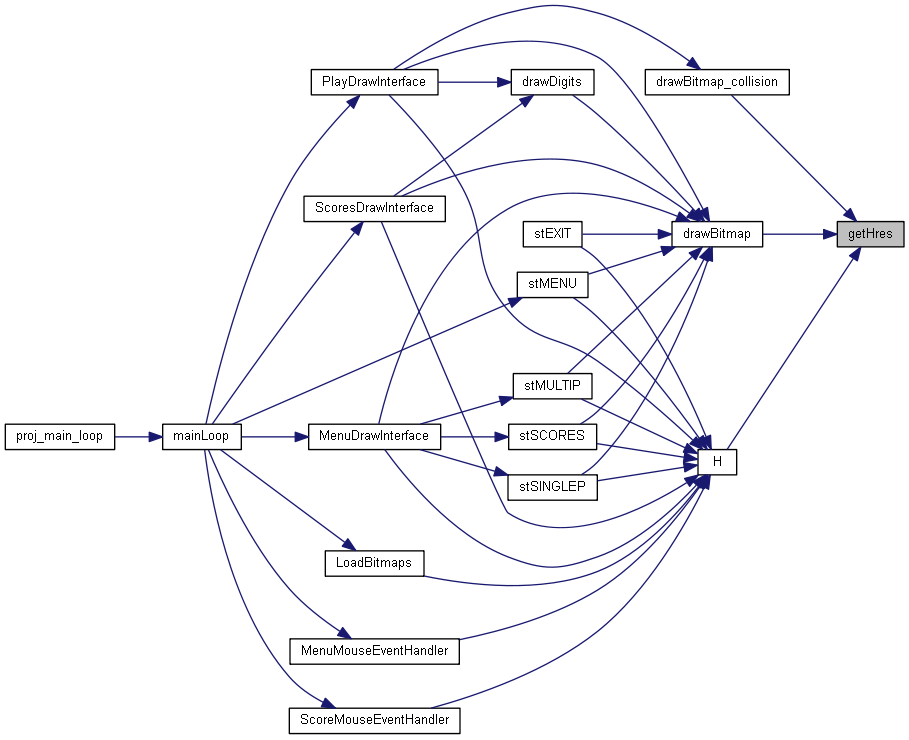 PlayDrawInterface
drawDigits
drawBitmap_collision
ScoresDrawInterface
stEXIT
drawBitmap
getHres
stMENU
stMULTIP
proj_main_loop
mainLoop
MenuDrawInterface
stSCORES
H
stSINGLEP
LoadBitmaps
MenuMouseEventHandler
ScoreMouseEventHandler